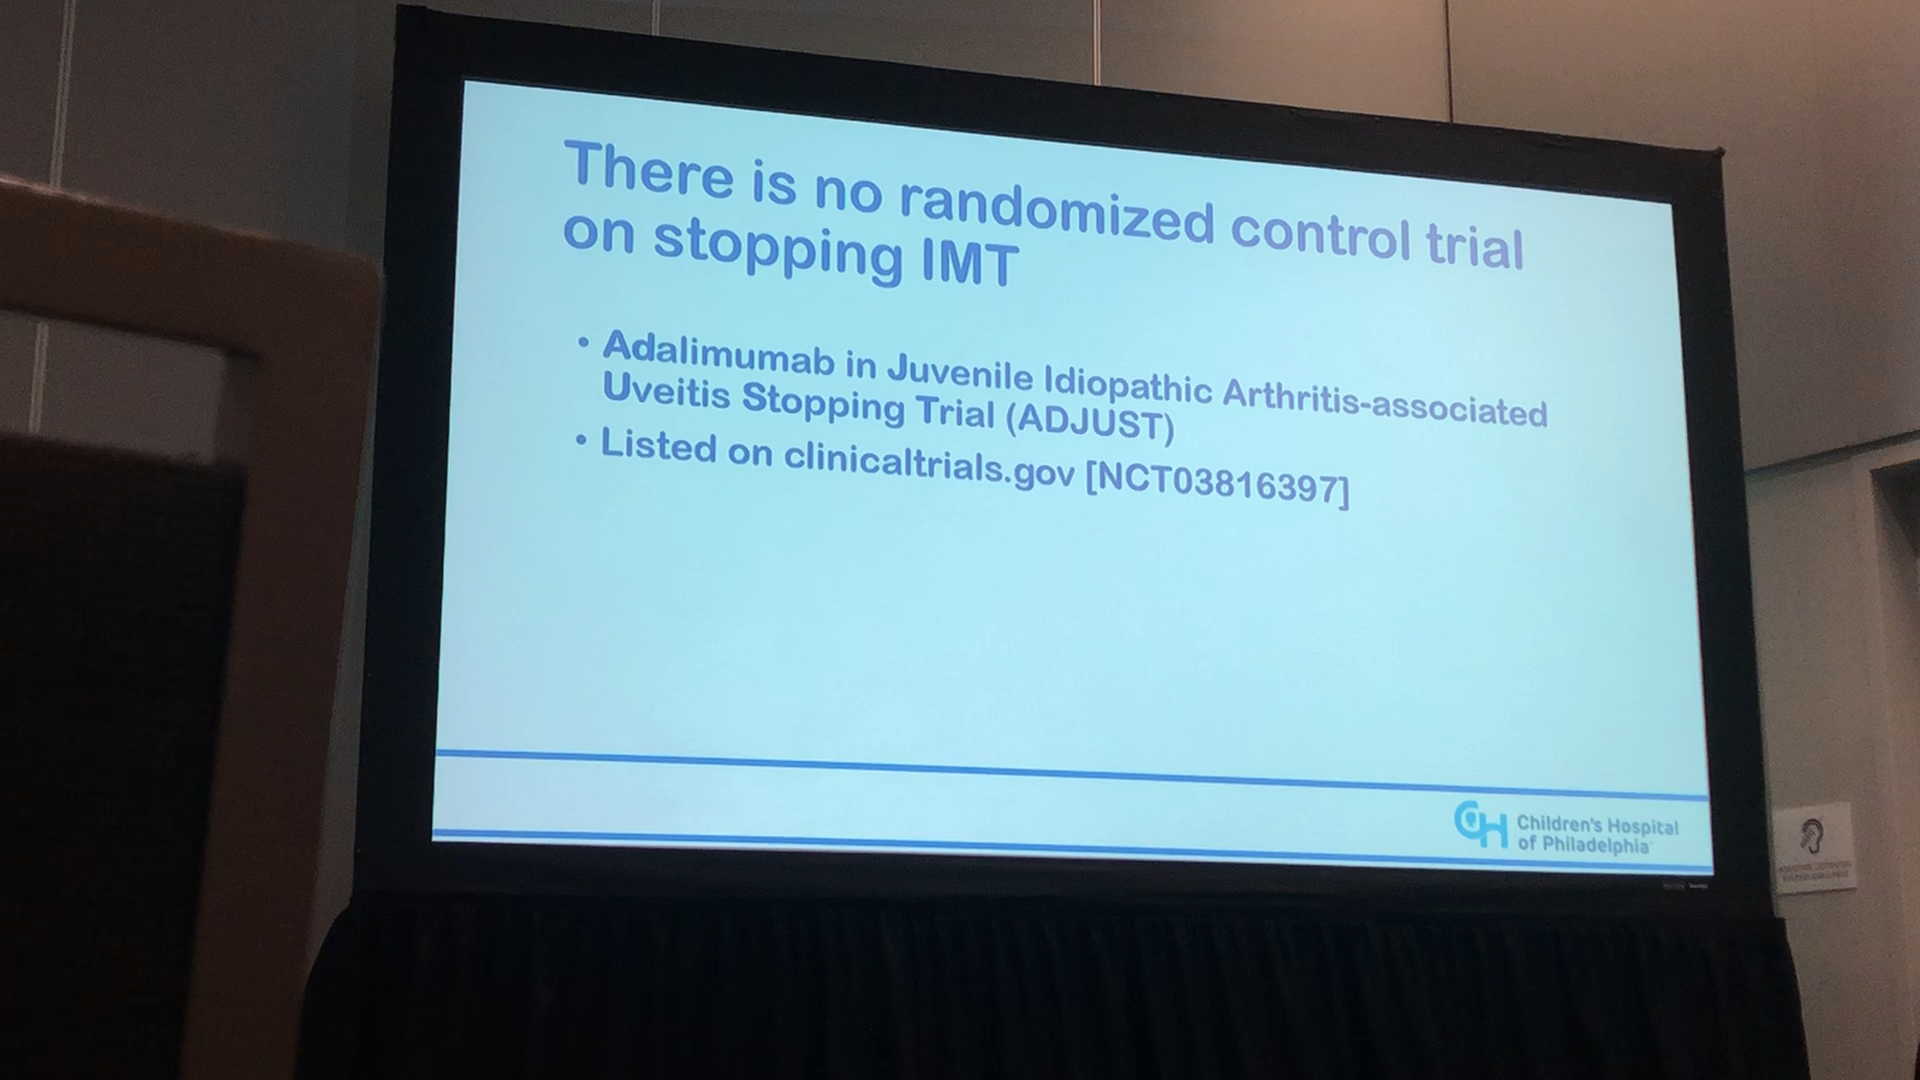 There is no randomized control trial
on stopping IMT
• Adalimumab in Juvenile Idiopathic Arthritis-associated
Uveitis Stopping Trial (ADJUST)
• Listed on clinicaltrials.gov [NCT03816397]
CH Children's Hospital
of Philadelphia